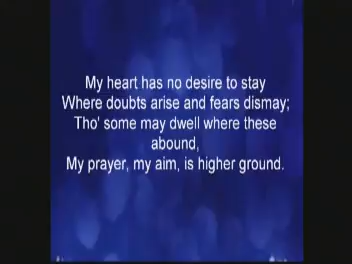 My heart has no desire to stay
Where doubts arise and fears dismay;
Tho' some may dwell where these
abound,
My prayer, my aim, is higher ground.